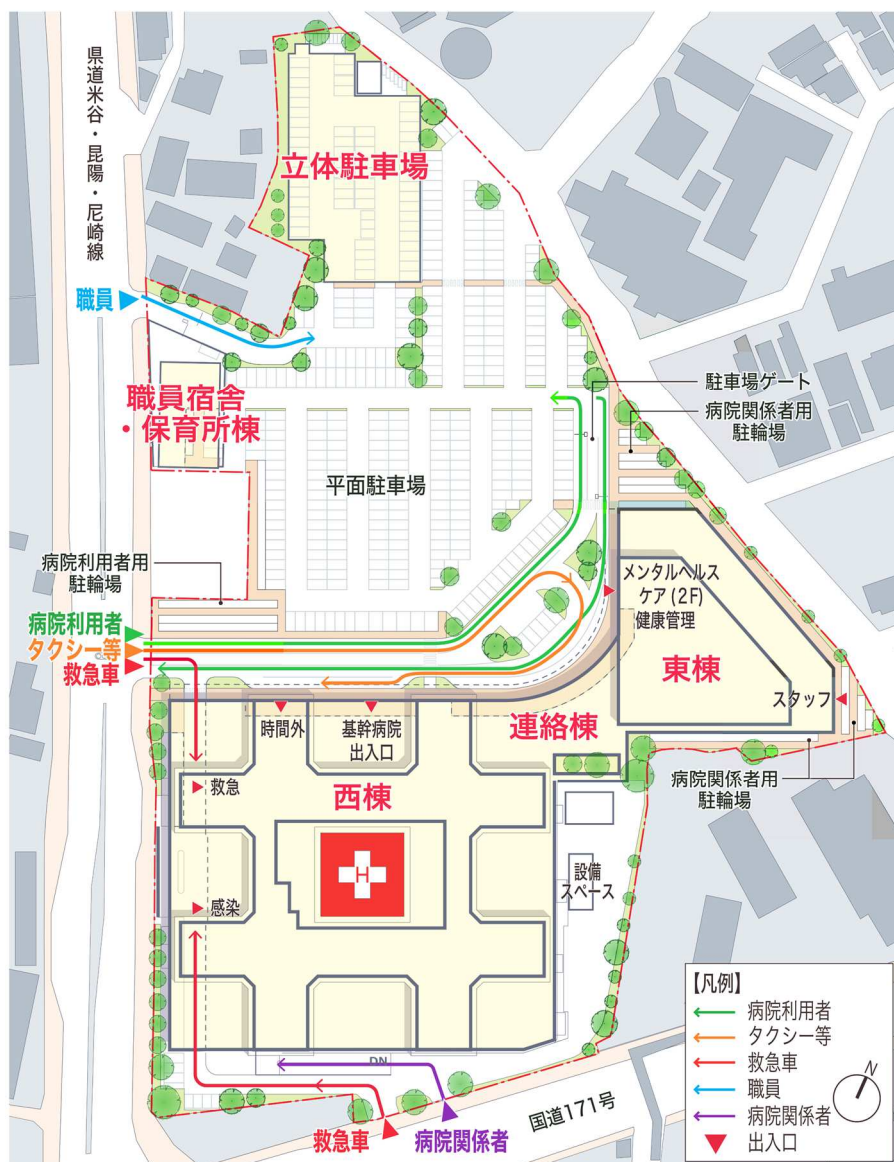 県道米谷・昆陽・尼崎線
立体駐車場
職員
職員宿舎
・保育所棟
駐車場ゲート
病院関係者用
駐輪場
平面駐車場
病院利用者用
駐輪場
メンタルヘルス
ケア(2F)
健康管理
病院利用者
タクシー等
救急車
東棟
スタッフ
連絡棟
時間外
基幹病院
出入口
病院関係者用
駐輪場
西棟
救急
H
設備
スペース
感染
DN
【凡例】
病院利用者
タクシー等
救急車
職員
病院関係者
出入口
N
国道171号
救急車
病院関係者